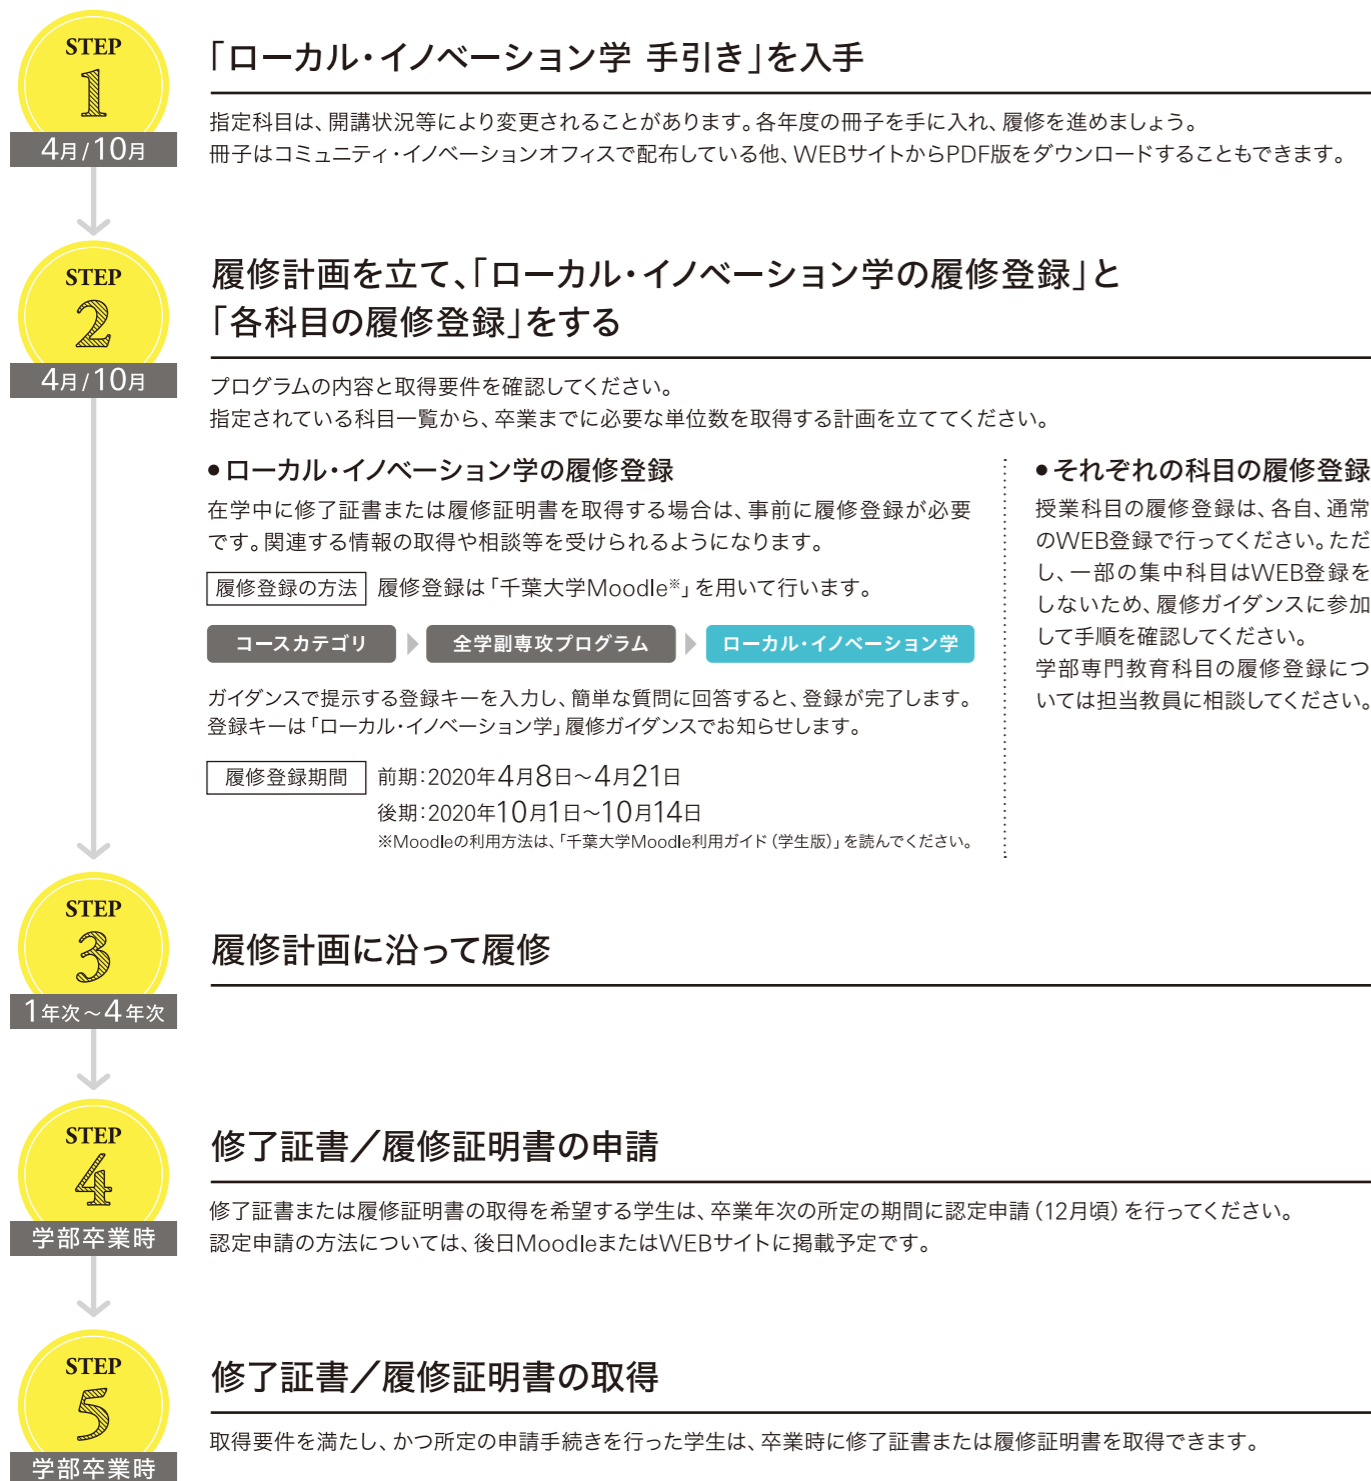 STEP
1
4月/10月
「ローカル・イノベーション学 手引き」を入手
指定科目は、開講状況等により変更されることがあります。各年度の冊子を手に入れ、履修を進めましょう。
冊子はコミュニティ・イノベーションオフィスで配布している他、WEBサイトからPDF版をダウンロードすることもできます。
STEP
2
4月/10月
履修計画を立て、「ローカル・イノベーション学の履修登録」と
「各科目の履修登録」をする
プログラムの内容と取得要件を確認してください。
指定されている科目一覧から、卒業までに必要な単位数を取得する計画を立ててください。
●ローカル・イノベーション学の履修登録
在学中に修了証書または履修証明書を取得する場合は、事前に履修登録が必要
です。関連する情報の取得や相談等を受けられるようになります。
履修登録の方法 履修登録は「千葉大学Moodle※」を用いて行います。
コースカテゴリ 全学副専攻プログラム ローカル・イノベーション学
ガイダンスで提示する登録キーを入力し、簡単な質問に回答すると、登録が完了します。
登録キーは「ローカル・イノベーション学」履修ガイダンスでお知らせします。
履修登録期間 前期：2020年4月8日～4月21日
後期：2020年10月1日～10月14日
※Moodleの利用方法は、「千葉大学Moodle利用ガイド（学生版）」を読んでください。
●それぞれの科目の履修登録
授業科目の履修登録は、各自、通常
のWEB登録で行ってください。ただ
し、一部の集中科目はWEB登録を
しないため、履修ガイダンスに参加
して手順を確認してください。
学部専門教育科目の履修登録につ
いては担当教員に相談してください。
STEP
3
1年次～4年次
履修計画に沿って履修
STEP
4
学部卒業時
修了証書／履修証明書の申請
修了証書または履修証明書の取得を希望する学生は、卒業年次の所定の期間に認定申請（12月頃）を行ってください。
認定申請の方法については、後日MoodleまたはWEBサイトに掲載予定です。
STEP
5
学部卒業時
修了証書／履修証明書の取得
取得要件を満たし、かつ所定の申請手続きを行った学生は、卒業時に修了証書または履修証明書を取得できます。